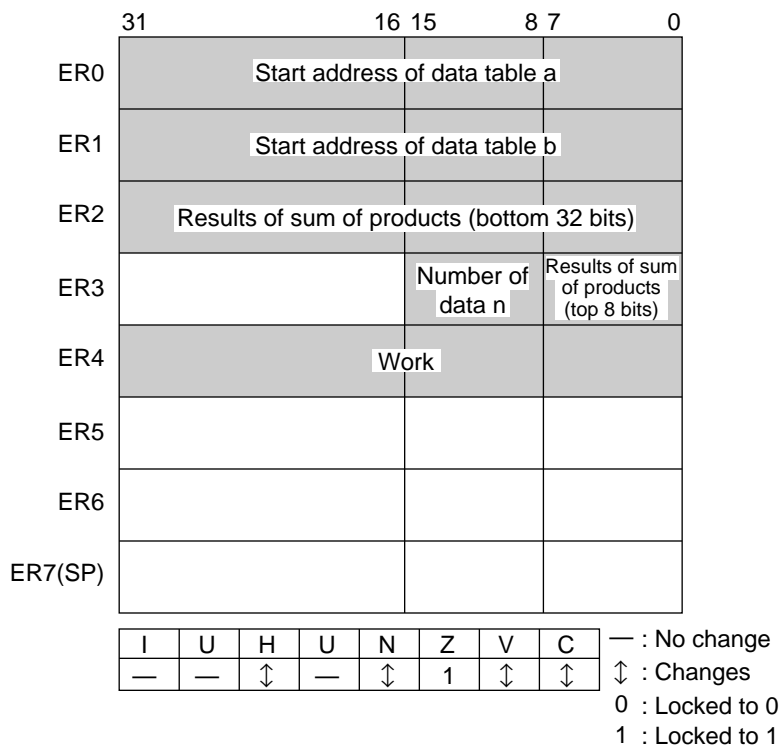 31 16 15 8 7 0
ER0 Start address of data table a
ER1 Start address of data table b
ER2 Results of sum of products (bottom 32 bits)
ER3 Number of data n Results of sum of products (top 8 bits)
ER4 Work
ER5
ER6
ER7(SP)
I U H U N Z V C
— — ↕ — ↕ 1 ↕ ↕
— : No change
↕ : Changes
0 : Locked to 0
1 : Locked to 1